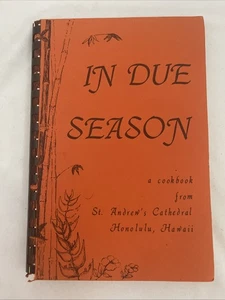 IN DUE
SEASON
a cookbook
from
St. Andrew's Cathedral
Honolulu, Hawaii